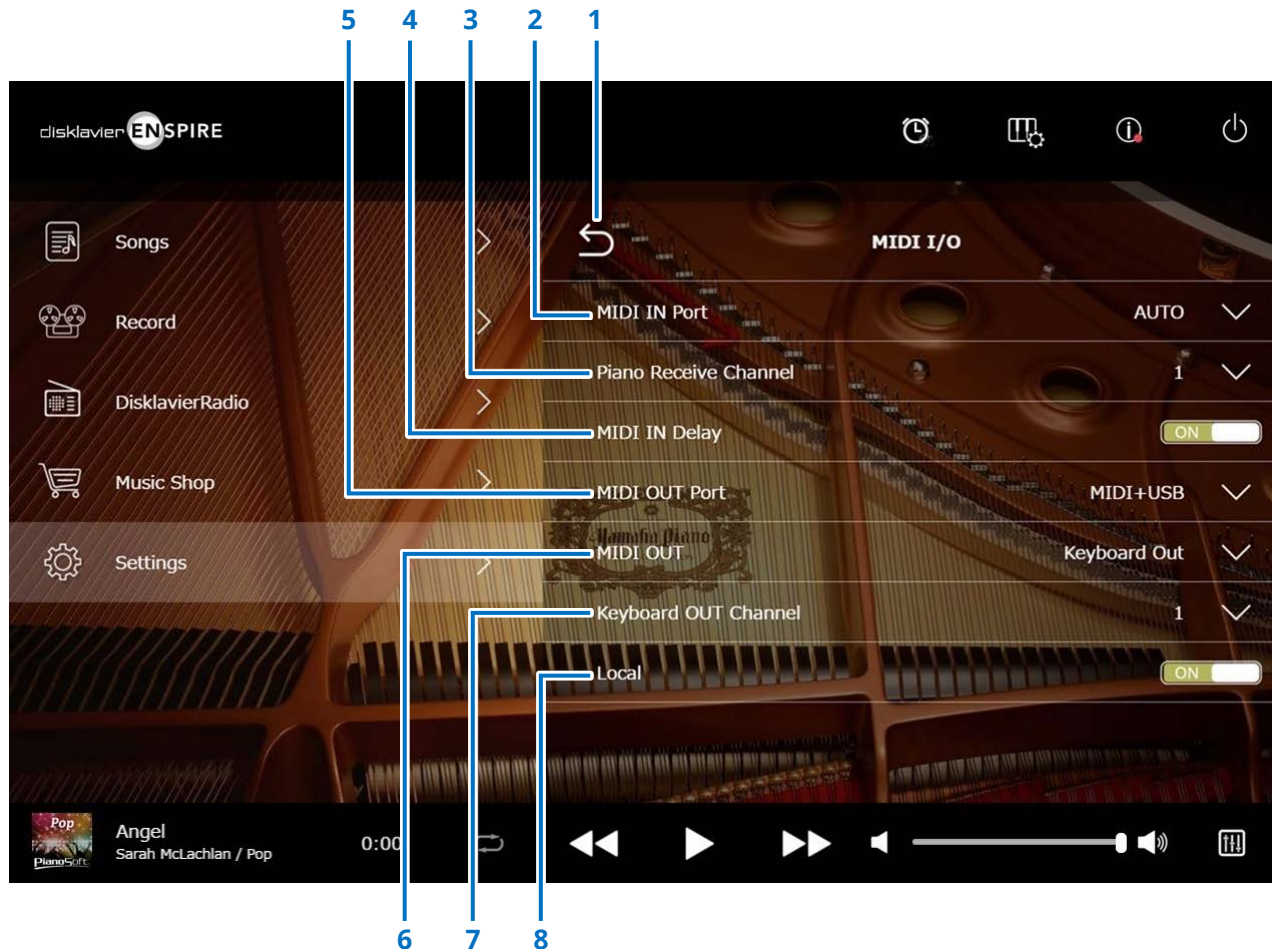 5 4 3 2 1
disklavier ENSPIRE
Songs
Record
DisklavierRadio
Music Shop
Settings
MIDI I/O
MIDI IN Port AUTO
Piano Receive Channel 1
MIDI IN Delay ON
MIDI OUT Port MIDI+USB
Yamaha Piano
MIDI OUT Keyboard Out
Keyboard OUT Channel 1
Local ON
Pop
PianoSoft
Angel
Sarah McLachlan / Pop
0:00
6 7 8